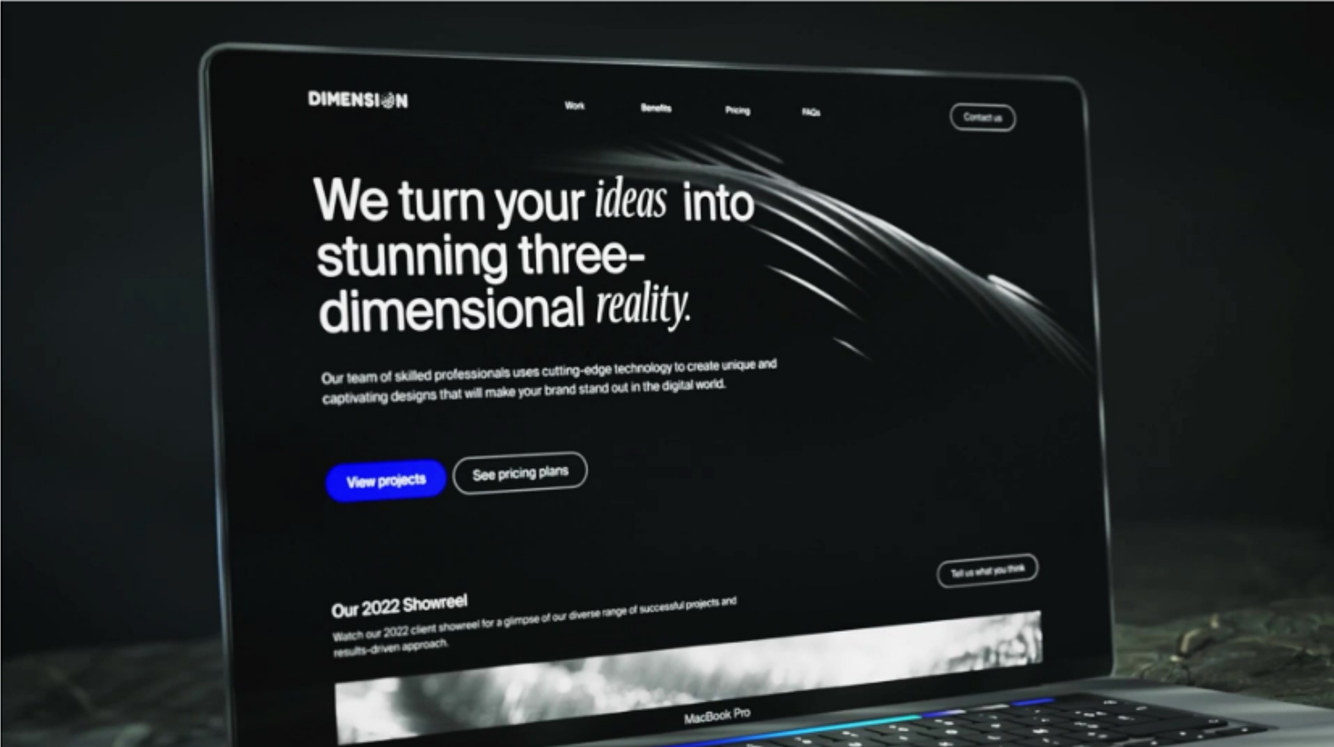 DIMENSION
Work Benefits Pricing FAQs
Contact us
We turn your ideas into
stunning three-
dimensional reality.
Our team of skilled professionals uses cutting-edge technology to create unique and
captivating designs that will make your brand stand out in the digital world.
View projects
See pricing plans
Tell us what you think
Our 2022 Showreel
Watch our 2022 client showreel for a glimpse of our diverse range of successful projects and
results-driven approach.
MacBook Pro